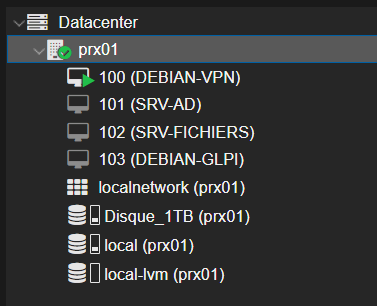 Datacenter
prx01
100 (DEBIAN-VPN)
101 (SRV-AD)
102 (SRV-FICHIERS)
103 (DEBIAN-GLPI)
localnetwork (prx01)
Disque_1TB (prx01)
local (prx01)
local-lvm (prx01)